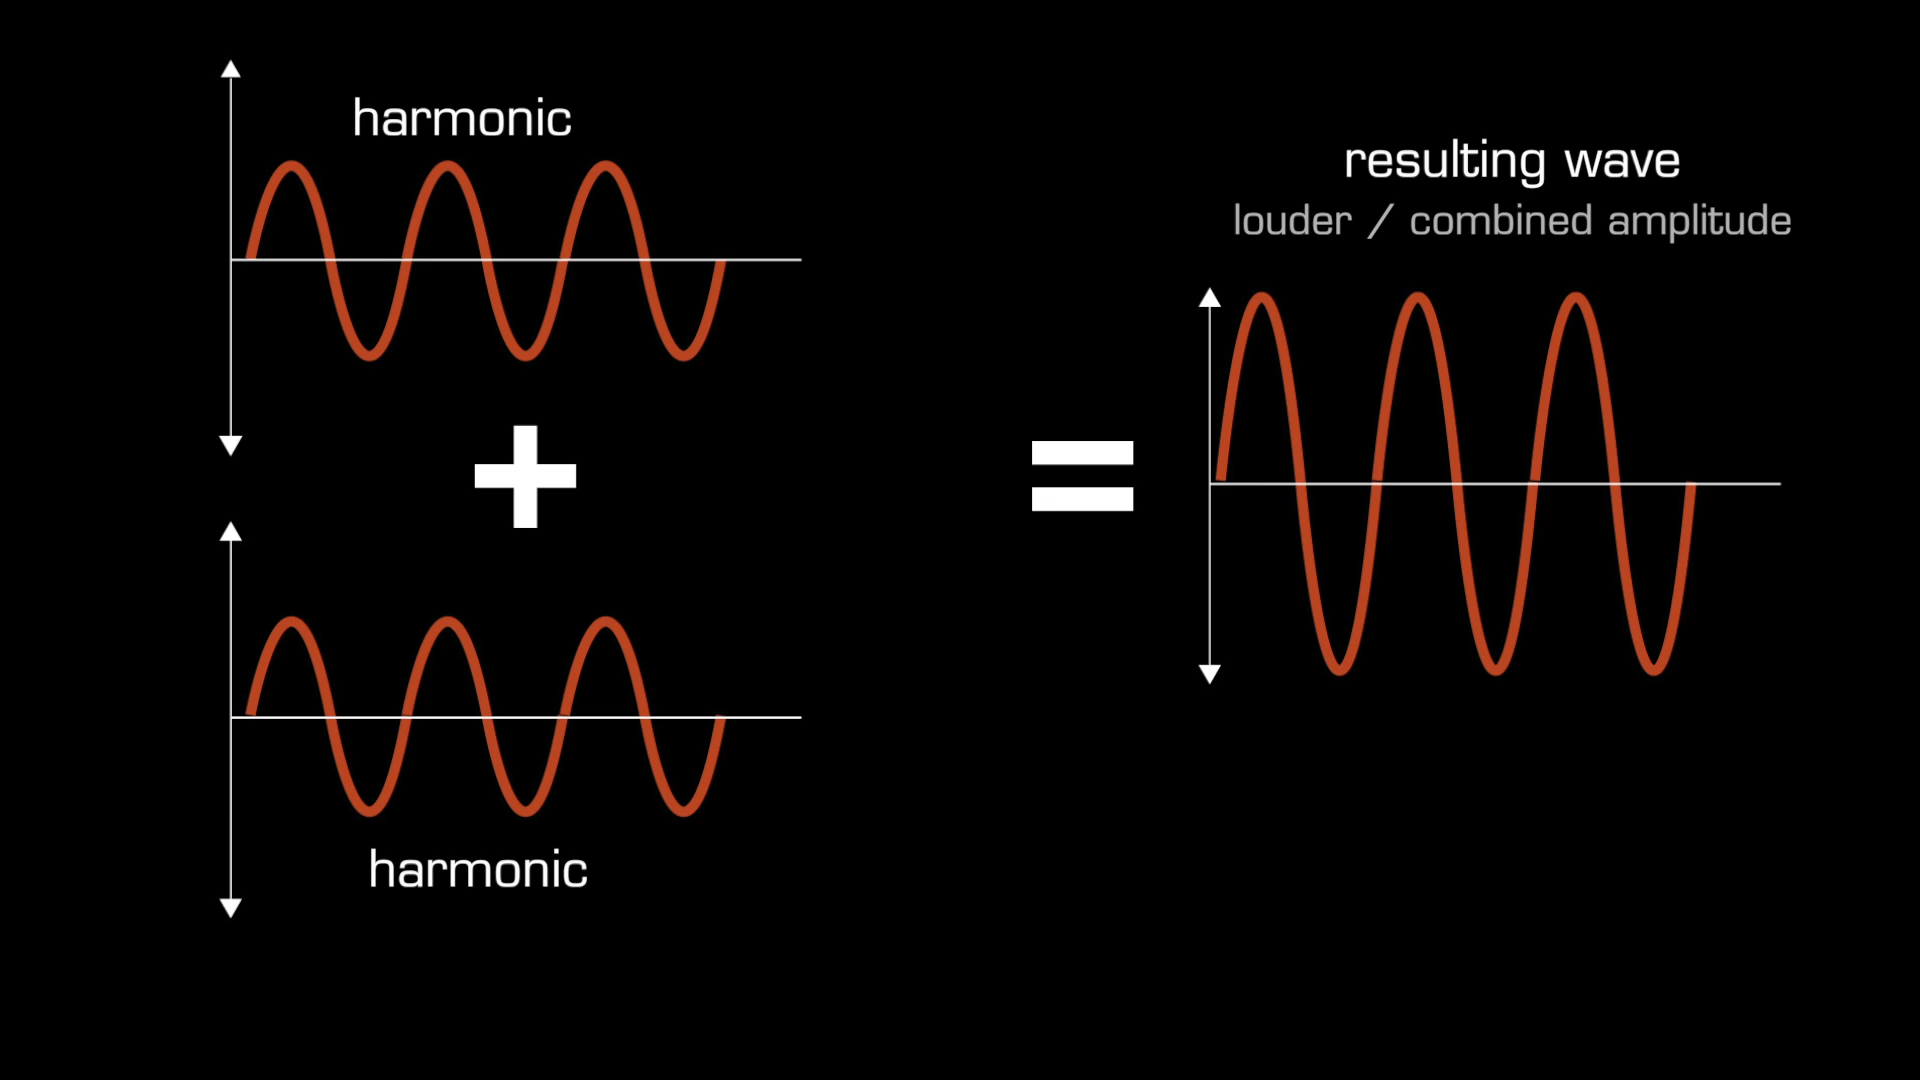 harmonic
+
harmonic
=
resulting wave
louder / combined amplitude